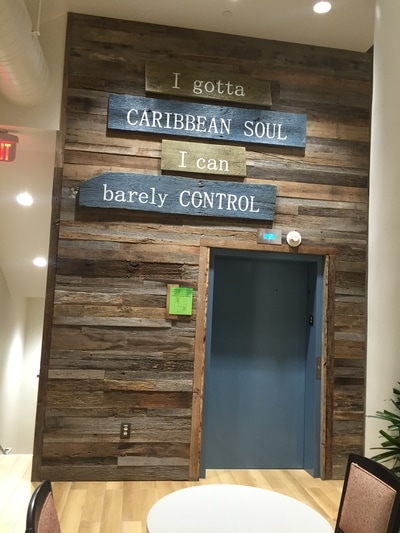 I gotta
CARIBBEAN SOUL
I can
barely CONTROL